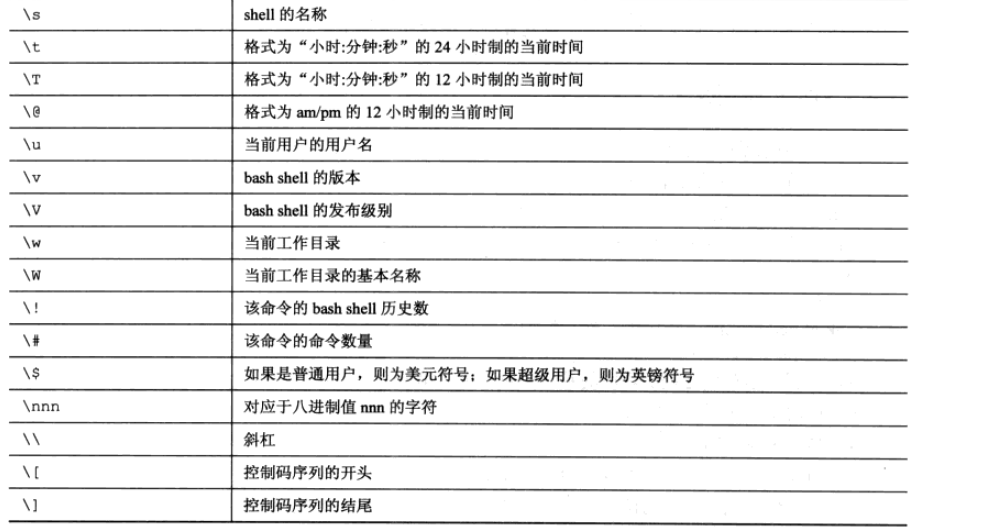 \s shell 的名称
\t 格式为“小时:分钟:秒”的 24 小时制的当前时间
\T 格式为“小时:分钟:秒”的 12 小时制的当前时间
\@ 格式为 am/pm 的 12 小时制的当前时间
\u 当前用户的用户名
\v bash shell 的版本
\V bash shell 的发布级别
\w 当前工作目录
\W 当前工作目录的基本名称
\! 该命令的 bash shell 历史数
\# 该命令的命令数量
\$ 如果是普通用户，则为美元符号；如果超级用户，则为英镑符号
\nnn 对应于八进制值 nnn 的字符
\\ 斜杠
\[ 控制码序列的开头
\] 控制码序列的结尾